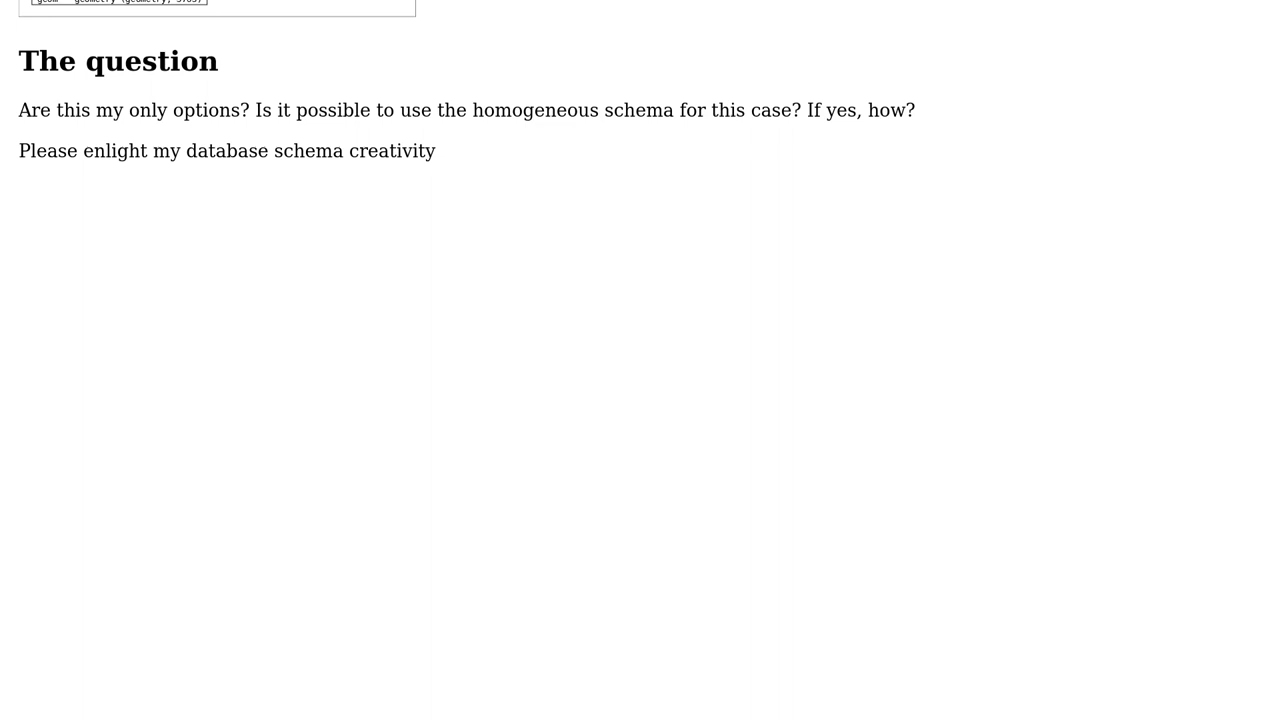 The question
Are this my only options? Is it possible to use the homogeneous schema for this case? If yes, how?
Please enlight my database schema creativity